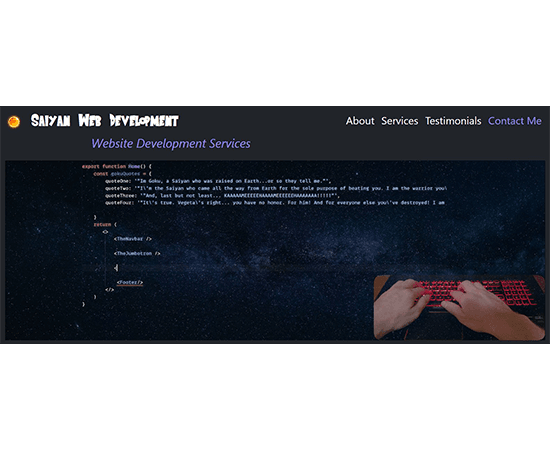 Saiyan Web Development
About Services Testimonials Contact Me
Website Development Services
export function Home() {
const gokuQuotes = {
quoteOne: '"Im Goku, a Saiyan who was raised on Earth...or so they tell me."',
quoteTwo: '"I\'m the Saiyan who came all the way from Earth for the sole purpose of beating you. I am the warrior you\
quoteThree: '"And, last but not least...
quoteFour: '"It\'s true. Vegeta\'s right... you have no honor. For him! And for everyone else you\'ve destroyed! I am
}
return (
<>
<TheNavbar />
<TheJumbotron />
<
<Footer/>
</>
)
}